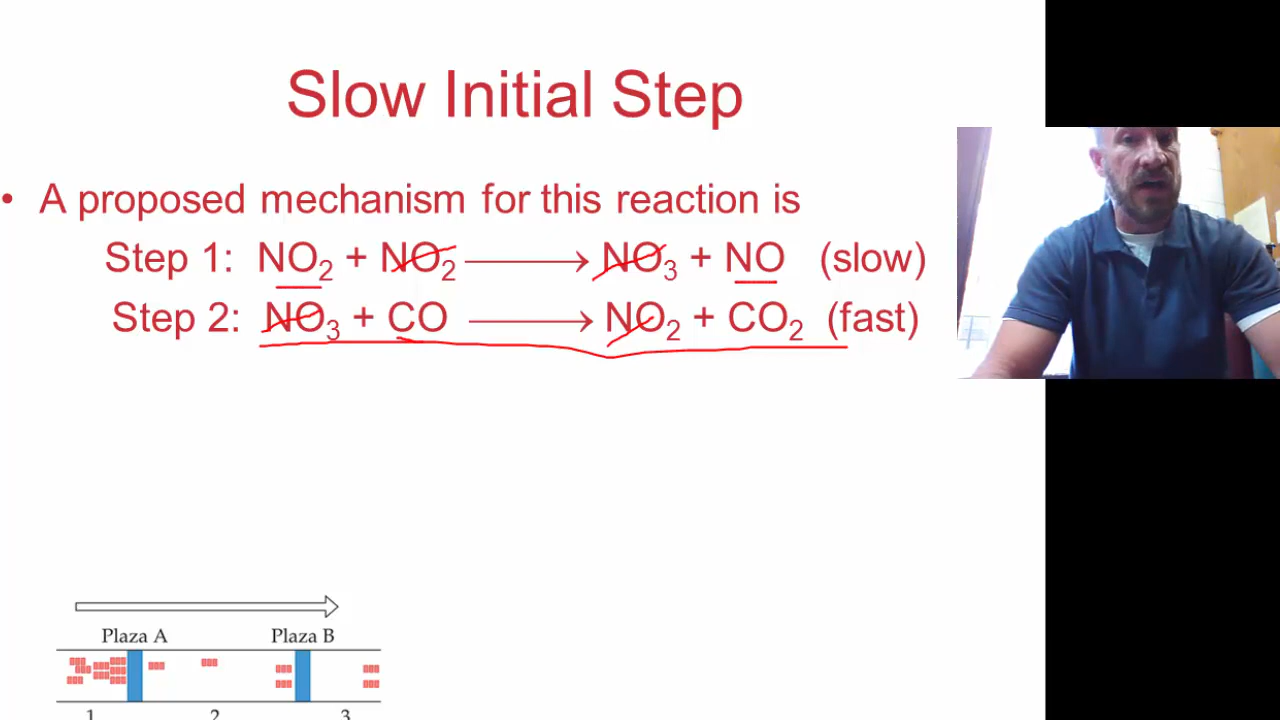 Slow Initial Step
• A proposed mechanism for this reaction is
Step 1: NO₂ + NO₂ ⟶ NO₃ + NO (slow)
Step 2: NO₃ + CO ⟶ NO₂ + CO₂ (fast)
Plaza A Plaza B
1 2 3